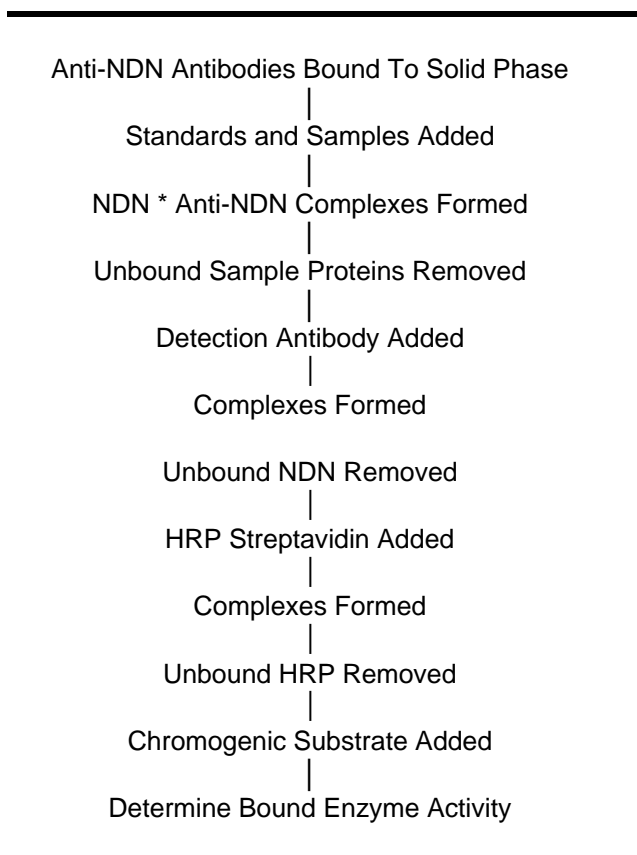 Anti-NDN Antibodies Bound To Solid Phase
Standards and Samples Added
NDN * Anti-NDN Complexes Formed
Unbound Sample Proteins Removed
Detection Antibody Added
Complexes Formed
Unbound NDN Removed
HRP Streptavidin Added
Complexes Formed
Unbound HRP Removed
Chromogenic Substrate Added
Determine Bound Enzyme Activity